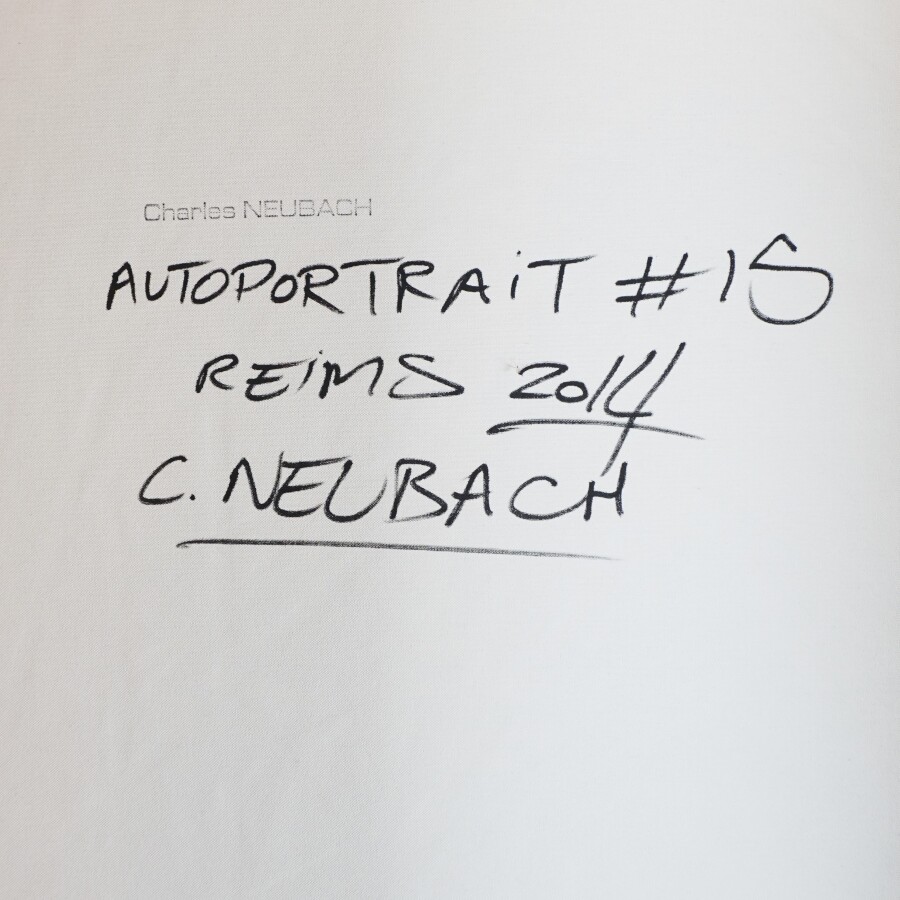 Charles NEUBACH
AUTOPORTRAiT #15
REiMS 2014
C. NEUBACH